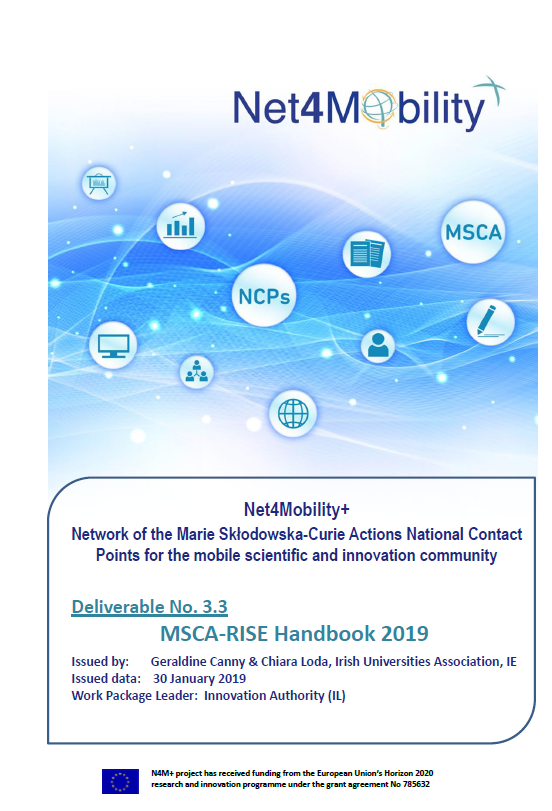 Net4Mobility
MSCA
NCPs
Net4Mobility+
Network of the Marie Skłodowska-Curie Actions National Contact
Points for the mobile scientific and innovation community
Deliverable No. 3.3
MSCA-RISE Handbook 2019
Issued by: Geraldine Canny & Chiara Loda, Irish Universities Association, IE
Issued data: 30 January 2019
Work Package Leader: Innovation Authority (IL)
N4M+ project has received funding from the European Union's Horizon 2020
research and innovation programme under the grant agreement No 785632